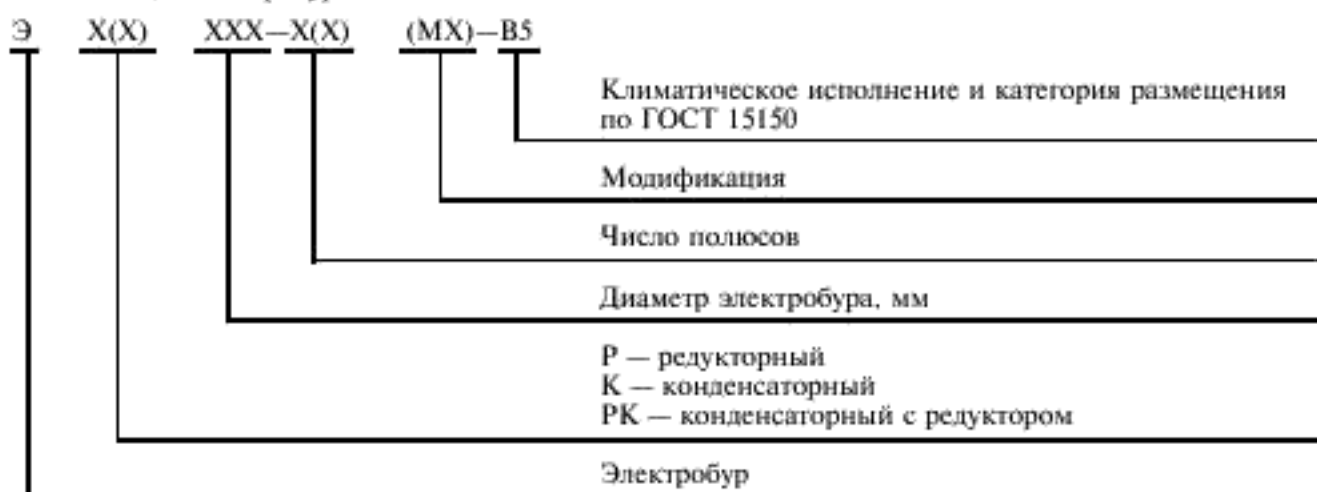 Э X(X) XXX—X(X) (MX)—B5
Климатическое исполнение и категория размещения
по ГОСТ 15150
Модификация
Число полюсов
Диаметр электробура, мм
Р — редукторный
К — конденсаторный
РК — конденсаторный с редуктором
Электробур